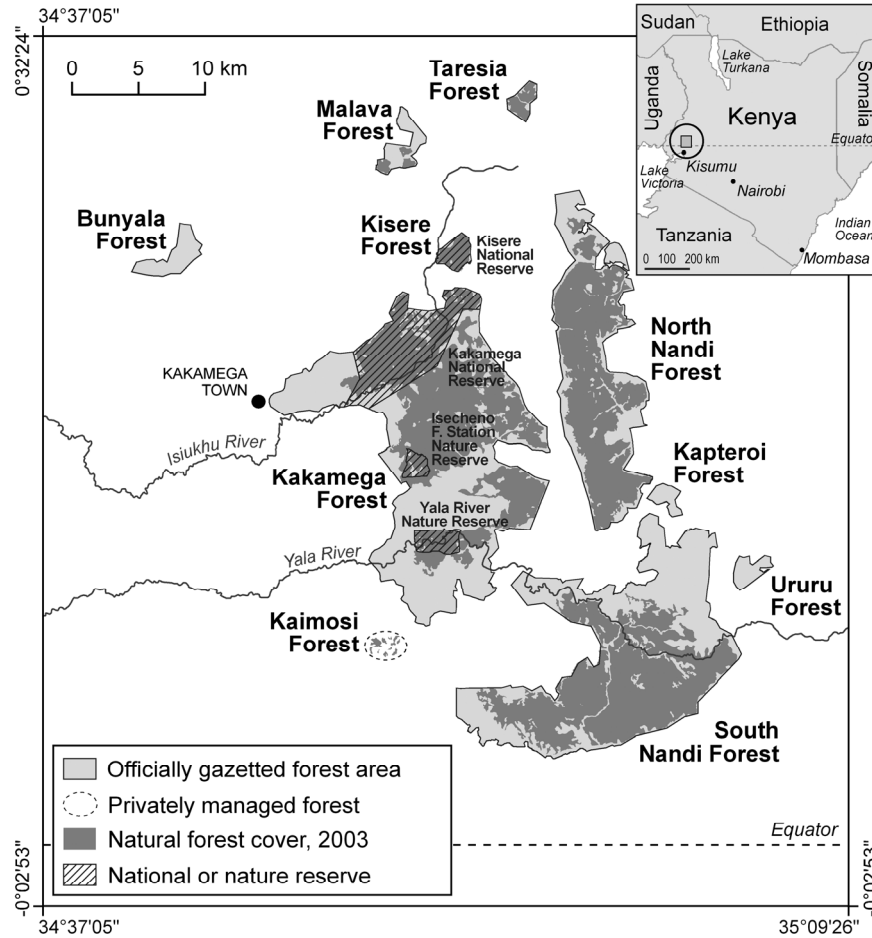 34°37'05"
0°32'24"
0 5 10 km
Taresia
Forest
Malava
Forest
Bunyala
Forest
Kisere
Forest
Kisere
National
Reserve
KAKAMEGA
TOWN
Kakamega
National
Reserve
North
Nandi
Forest
Isecheno
F. Station
Nature
Reserve
Isiukhu River
Kakamega
Forest
Kapteroi
Forest
Yala River
Nature Reserve
Yala River
Kaimosi
Forest
Ururu
Forest
South
Nandi Forest
Officially gazetted forest area
Privately managed forest
Natural forest cover, 2003
National or nature reserve
Equator
-0°02'53"
-0°02'53"
34°37'05"
35°09'26"
Sudan
Ethiopia
Lake
Turkana
Uganda
Somalia
Kenya
Equator
Kisumu
Lake
Victoria
Nairobi
Indian
Ocean
Tanzania
Mombasa
0 100 200 km